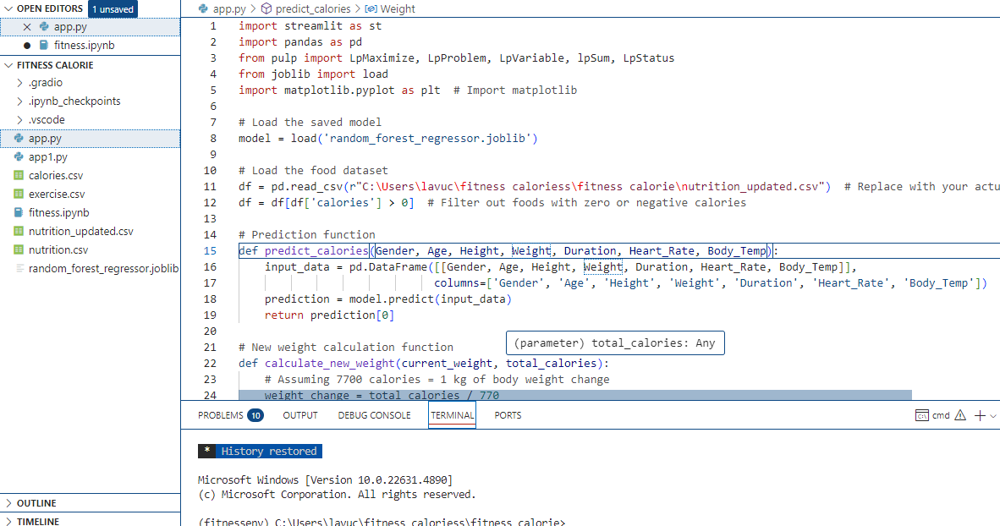 OPEN EDITORS 1 unsaved
app.py
fitness.ipynb
FITNESS CALORIE
.gradio
.ipynb_checkpoints
.vscode
app.py
app1.py
calories.csv
exercise.csv
fitness.ipynb
nutrition_updated.csv
nutrition.csv
random_forest_regressor.joblib
OUTLINE
TIMELINE
app.py > predict_calories > Weight
1 import streamlit as st
2 import pandas as pd
3 from pulp import LpMaximize, LpProblem, LpVariable, lpSum, LpStatus
4 from joblib import load
5 import matplotlib.pyplot as plt  # Import matplotlib
6
7 # Load the saved model
8 model = load('random_forest_regressor.joblib')
9
10 # Load the food dataset
11 df = pd.read_csv(r"C:\Users\lavuc\fitness caloriess\fitness calorie\nutrition_updated.csv")  # Replace with your actu
12 df = df[df['calories'] > 0]  # Filter out foods with zero or negative calories
13
14 # Prediction function
15 def predict_calories(Gender, Age, Height, Weight, Duration, Heart_Rate, Body_Temp):
16     input_data = pd.DataFrame([[Gender, Age, Height, Weight, Duration, Heart_Rate, Body_Temp]],
17                               columns=['Gender', 'Age', 'Height', 'Weight', 'Duration', 'Heart_Rate', 'Body_Temp'])
18     prediction = model.predict(input_data)
19     return prediction[0]
20
21 # New weight calculation function
(parameter) total_calories: Any
22 def calculate_new_weight(current_weight, total_calories):
23     # Assuming 7700 calories = 1 kg of body weight change
24     weight_change = total_calories / 770
PROBLEMS 10 OUTPUT DEBUG CONSOLE TERMINAL PORTS cmd
* History restored
Microsoft Windows [Version 10.0.22631.4890]
(c) Microsoft Corporation. All rights reserved.
(fitnessenv) C:\Users\lavuc\fitness caloriess\fitness calorie>